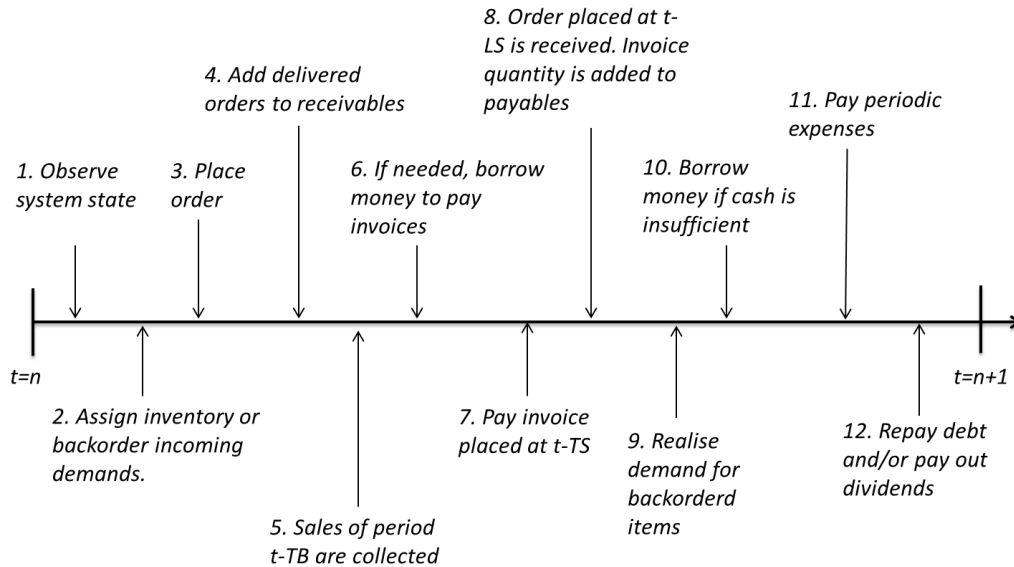 1. Observe
system state
2. Assign inventory or
backorder incoming
demands.
3. Place
order
4. Add delivered
orders to receivables
5. Sales of period
t-TB are collected
6. If needed, borrow
money to pay
invoices
7. Pay invoice
placed at t-TS
8. Order placed at t-
LS is received. Invoice
quantity is added to
payables
9. Realise
demand for
backorderd
items
10. Borrow
money if cash is
insufficient
11. Pay periodic
expenses
12. Repay debt
and/or pay out
dividends
t=n
t=n+1